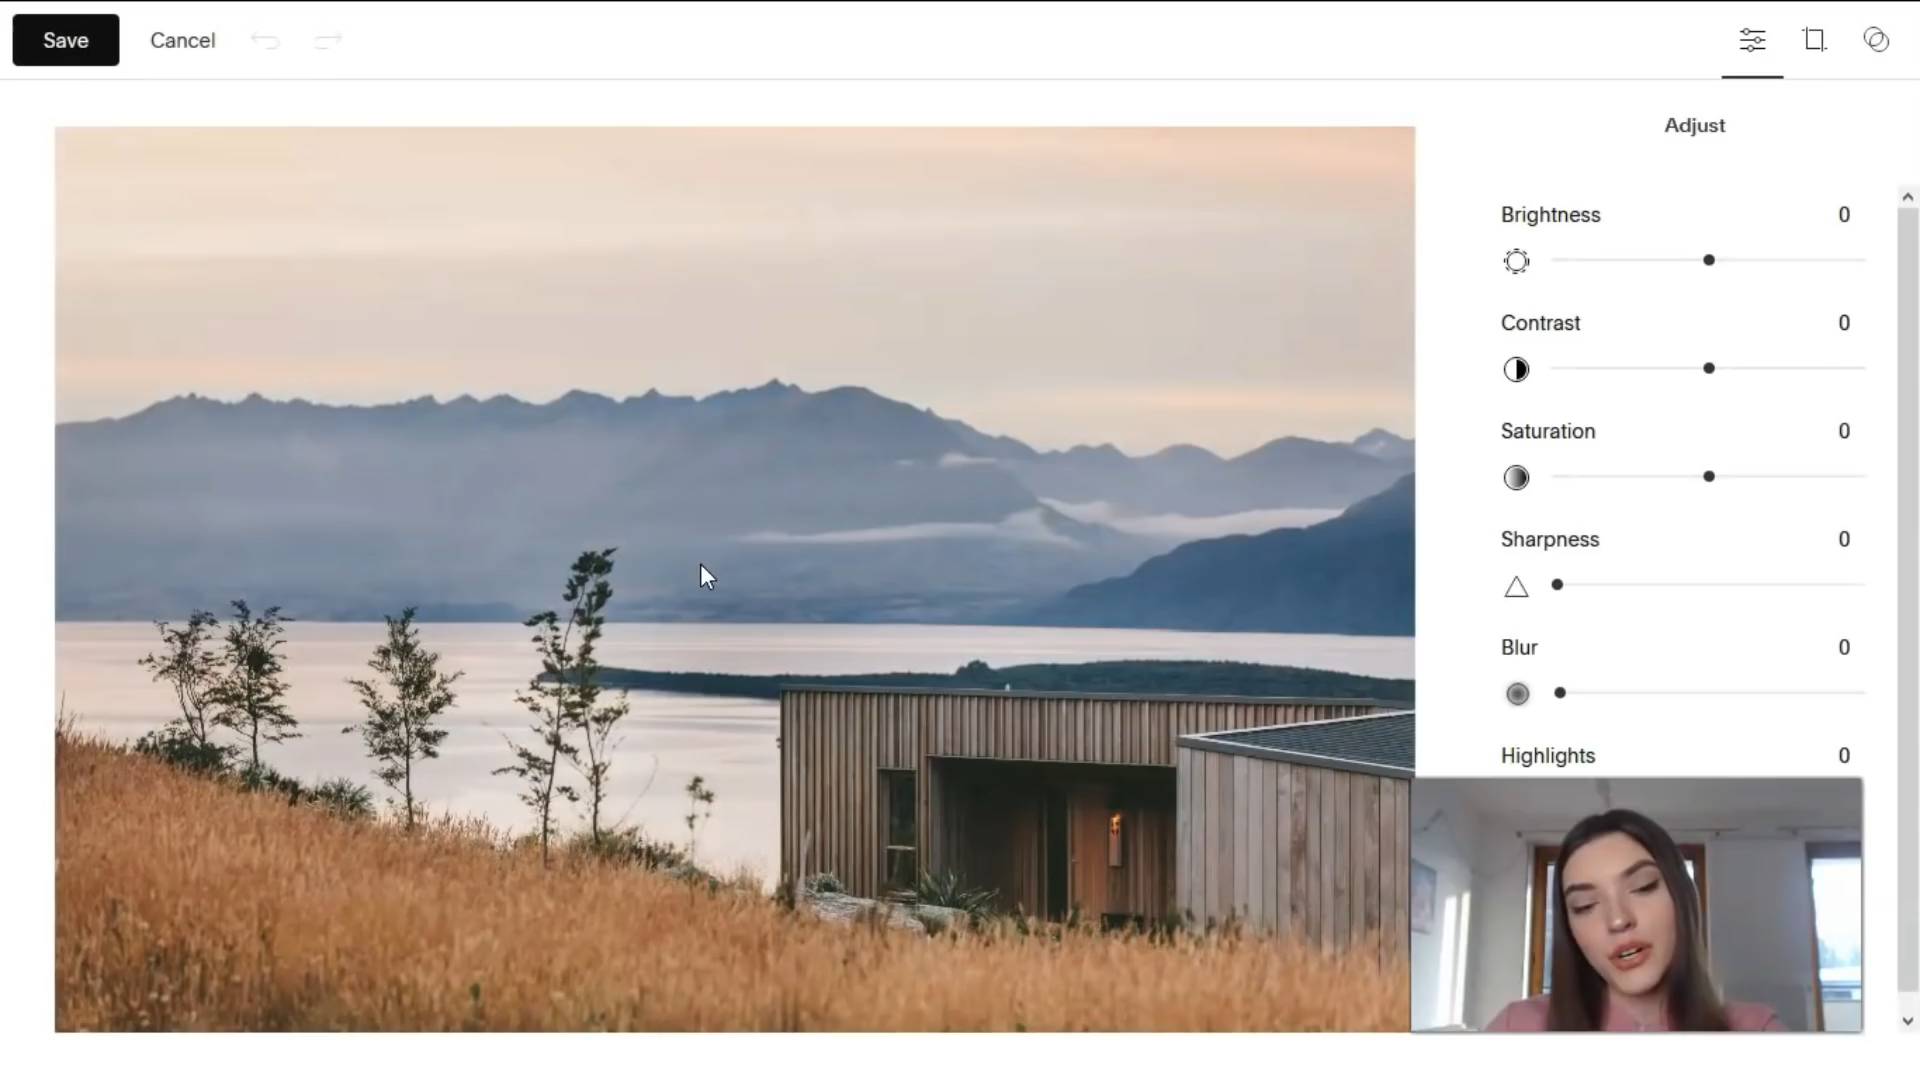 Save Cancel
Adjust
Brightness 0
Contrast 0
Saturation 0
Sharpness 0
Blur 0
Highlights 0